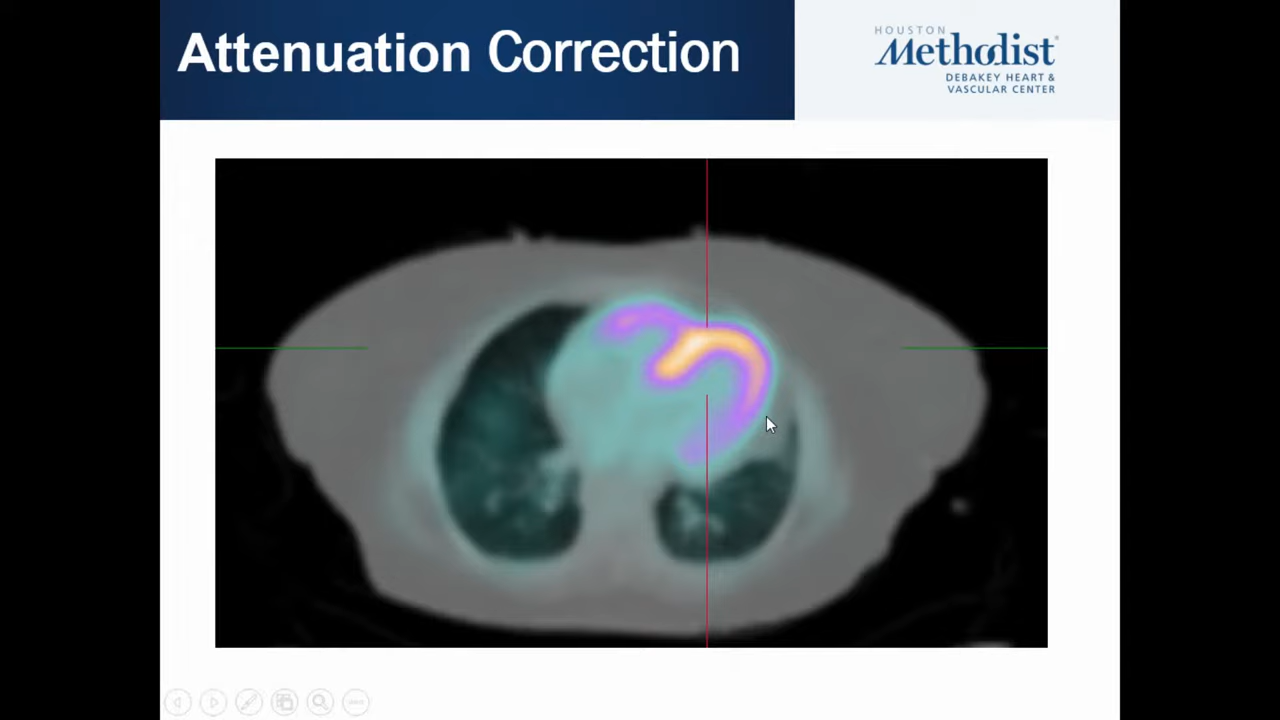 Attenuation Correction
HOUSTON
Methodist
DEBAKEY HEART &
VASCULAR CENTER